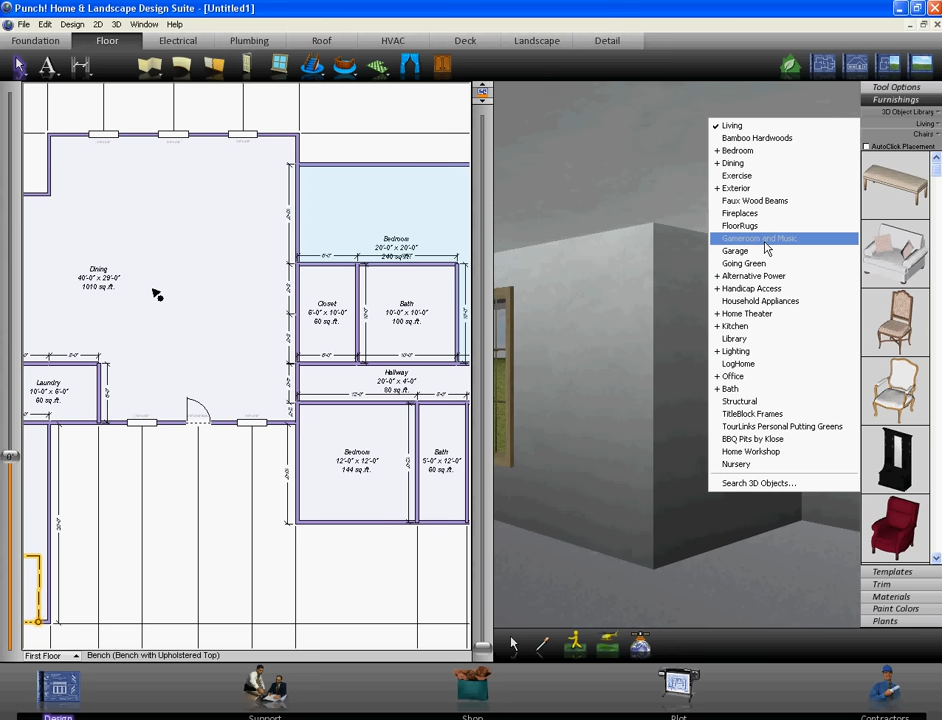 Punch! Home & Landscape Design Suite - [Untitled1]
File Edit Design 2D 3D Window Help
Foundation Floor Electrical Plumbing Roof HVAC Deck Landscape Detail
Tool Options
Furnishings
3D Object Library
Living
Chairs
AutoClick Placement
✓ Living
Bamboo Hardwoods
+ Bedroom
+ Dining
Exercise
+ Exterior
Faux Wood Beams
Fireplaces
FloorRugs
Gameroom and Music
Garage
Going Green
+ Alternative Power
+ Handicap Access
Household Appliances
+ Home Theater
+ Kitchen
Library
+ Lighting
LogHome
+ Office
+ Bath
Structural
TitleBlock Frames
TourLinks Personal Putting Greens
BBQ Pits by Klose
Home Workshop
Nursery
Search 3D Objects...
Bedroom
20'-0" x 20'-0"
240 sq.ft.
Dining
40'-0" x 29'-0"
1010 sq.ft.
Closet
6'-0" x 10'-0"
60 sq.ft.
Bath
10'-0" x 10'-0"
100 sq.ft.
Laundry
10'-0" x 6'-0"
60 sq.ft.
Hallway
20'-0" x 4'-0"
80 sq.ft.
Bedroom
12'-0" x 12'-0"
144 sq.ft.
Bath
5'-0" x 12'-0"
60 sq.ft.
Templates
Trim
Materials
Paint Colors
Plants
First Floor Bench (Bench with Upholstered Top)
Design Support Shop Plot Contractors